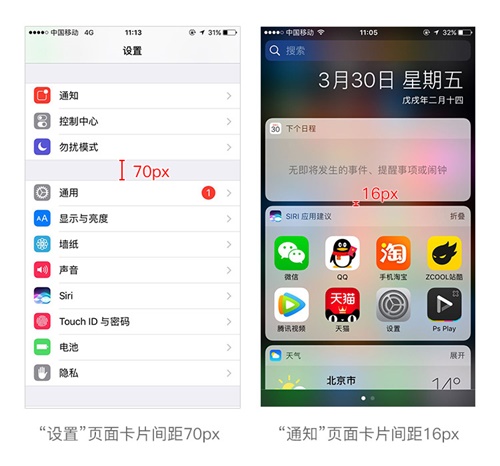 中国移动 4G 11:13 31%
设置
通知
控制中心
勿扰模式
70px
通用 1
显示与亮度
AA
墙纸
声音
Siri
Touch ID 与密码
电池
隐私
“设置”页面卡片间距70px
中国移动 11:05 32%
搜索
3月30日 星期五
戊戌年二月十四
30 下个日程
无即将发生的事件、提醒事项或闹钟
16px
SIRI 应用建议 折叠
淘 ZCOOL
微信 QQ 手机淘宝 ZCOOL站酷
天猫
腾讯视频 天猫 设置 Ps Play
天气 展开
北京市 14°
“通知”页面卡片间距16px